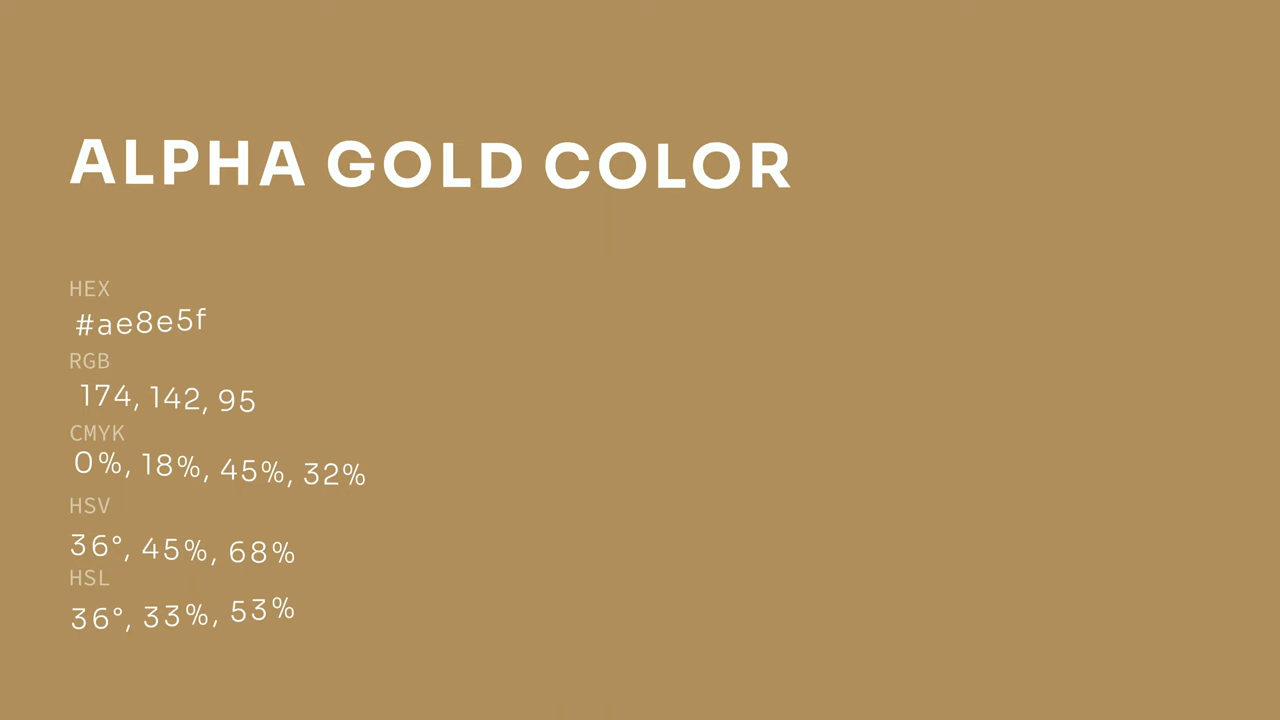 ALPHA GOLD COLOR
HEX
#ae8e5f
RGB
174, 142, 95
CMYK
0%, 18%, 45%, 32%
HSV
36°, 45%, 68%
HSL
36°, 33%, 53%